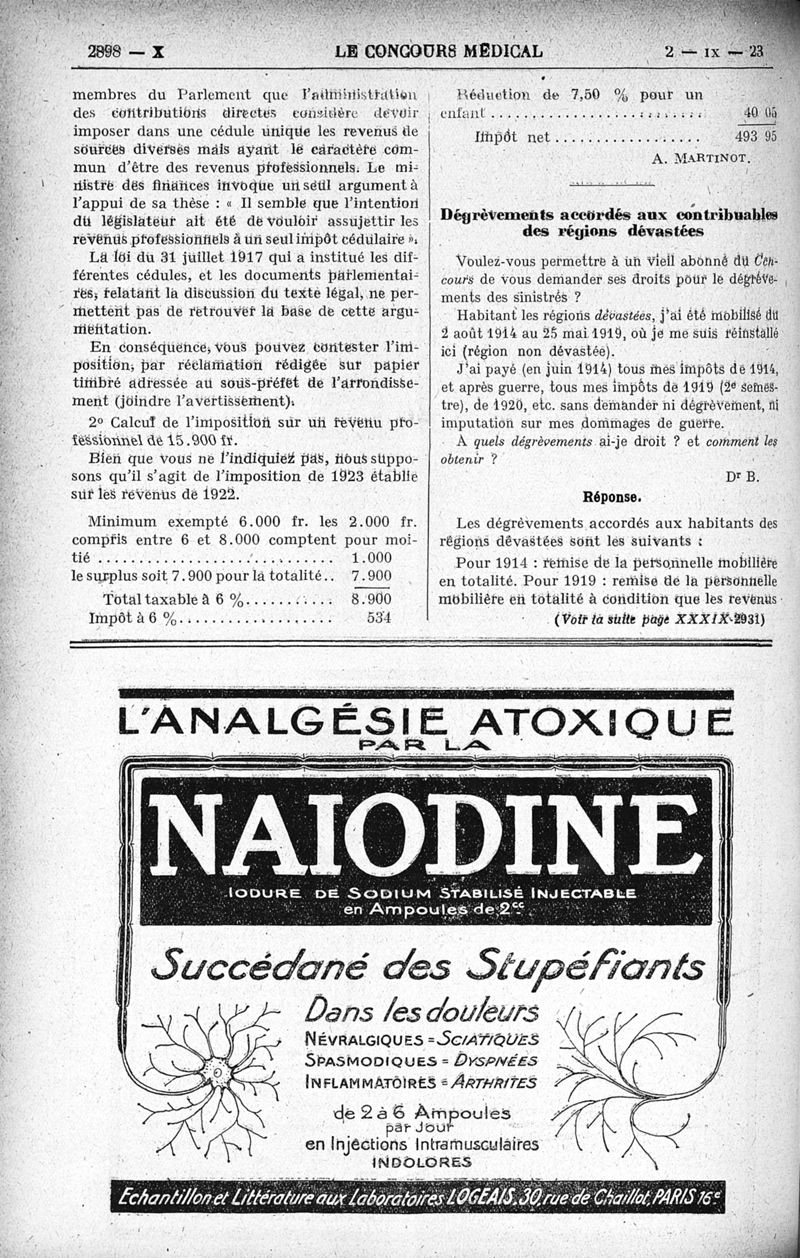 2898 — X
LE CONCOURS MÉDICAL
2 — IX — 23
membres du Parlement que l'administration
des contributions directes considère devoir
imposer dans une cédule unique les revenus de
sources diverses mais ayant le caractère com-
mun d'être des revenus professionnels. Le mi-
nistre des finances invoque un seul argument à
l'appui de sa thèse : « Il semble que l'intention
du législateur ait été de vouloir assujettir les
revenus professionnels à un seul impôt cédulaire ».
La loi du 31 juillet 1917 qui a institué les dif-
férentes cédules, et les documents parlementai-
res, relatant la discussion du texte légal, ne per-
mettent pas de retrouver la base de cette argu-
mentation.
En conséquence, vous pouvez contester l'im-
position, par réclamation rédigée sur papier
timbré adressée au sous-préfet de l'arrondisse-
ment (joindre l'avertissement).
2º Calcul de l'imposition sur un revenu pro-
fessionnel de 15.900 fr.
Bien que vous ne l'indiquiez pas, nous suppo-
sons qu'il s'agit de l'imposition de 1923 établie
sur les revenus de 1922.
Minimum exempté 6.000 fr. les 2.000 fr.
compris entre 6 et 8.000 comptent pour moi-
tié .............................. 1.000
le surplus soit 7.900 pour la totalité.. 7.900
Total taxable à 6 %........... 8.900
Impôt à 6 %................... 534
Réduction de 7,50 % pour un
enfant........................... 40 05
Impôt net.................. 493 95
A. MARTINOT.
Dégrèvements accordés aux contribuables
des régions dévastées
Voulez-vous permettre à un vieil abonné du Con-
cours de vous demander ses droits pour le dégrève-
ments des sinistrés ?
Habitant les régions dévastées, j'ai été mobilisé du
2 août 1914 au 25 mai 1919, où je me suis réinstallé
ici (région non dévastée).
J'ai payé (en juin 1914) tous mes impôts de 1914,
et après guerre, tous mes impôts de 1919 (2e semes-
tre), de 1920, etc. sans demander ni dégrèvement, ni
imputation sur mes dommages de guerre.
A quels dégrèvements ai-je droit ? et comment les
obtenir ?
Dr B.
Réponse.
Les dégrèvements accordés aux habitants des
régions dévastées sont les suivants :
Pour 1914 : remise de la personnelle mobilière
en totalité. Pour 1919 : remise de la personnelle
mobilière en totalité à condition que les revenus
(Voir la suite page XXXIX-2931)
L'ANALGÉSIE ATOXIQUE
PAR LA
NAIODINE
IODURE DE SODIUM STABILISÉ INJECTABLE
en Ampoules de 2cc.
Succédané des Stupéfiants
Dans les douleurs
NÉVRALGIQUES = SCIATIQUES
SPASMODIQUES = DYSPNÉES
INFLAMMATOIRES = ARTHRITES
de 2 à 6 Ampoules
par Jour
en Injections Intramusculaires
INDOLORES
Echantillon et Littérature aux Laboratoires LOGEAIS. 30, rue de Chaillot, PARIS 16e